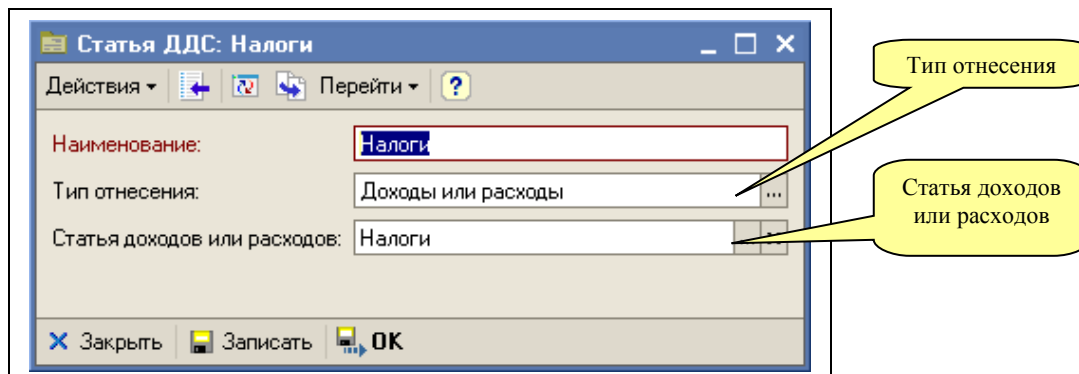 Статья ДДС: Налоги
Действия Перейти ?
Тип отнесения
Наименование: Налоги
Тип отнесения: Доходы или расходы ...
Статья доходов или расходов: Налоги
Статья доходов
или расходов
Закрыть Записать OK